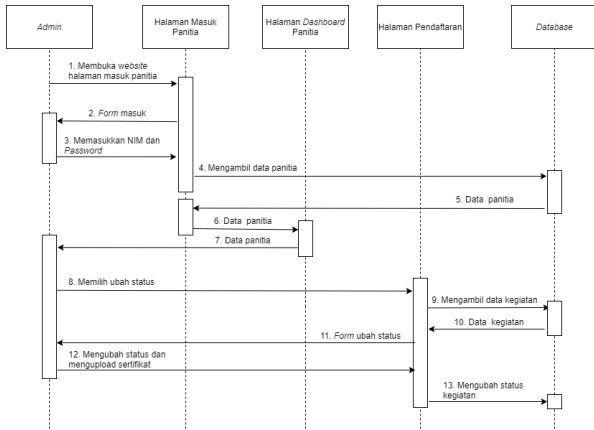 Admin
Halaman Masuk
Panitia
Halaman Dashboard
Panitia
Halaman Pendaftaran
Database
1. Membuka website
halaman masuk panitia
2. Form masuk
3. Memasukkan NIM dan
Password
4. Mengambil data panitia
5. Data panitia
6. Data panitia
7. Data panitia
8. Memilih ubah status
9. Mengambil data kegiatan
10. Data kegiatan
11. Form ubah status
12. Mengubah status dan
mengupload sertifikat
13. Mengubah status
kegiatan